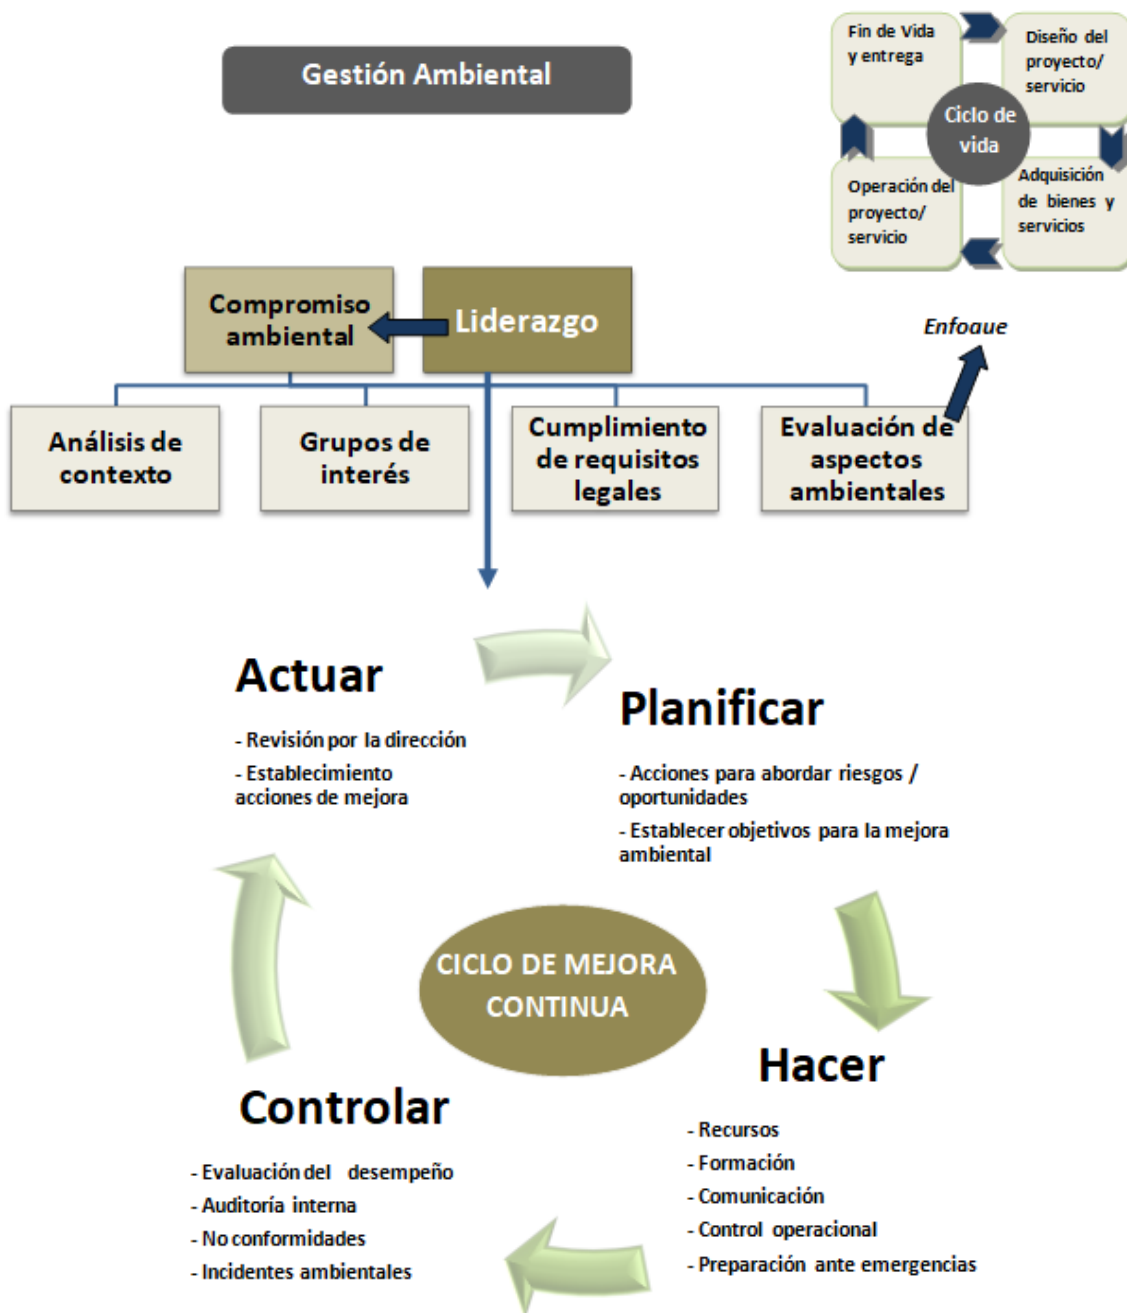 Gestión Ambiental
Fin de Vida
y entrega
Diseño del
proyecto/
servicio
Ciclo de
vida
Operación del
proyecto/
servicio
Adquisición
de bienes y
servicios
Compromiso
ambiental
Liderazgo
Enfoque
Análisis de
contexto
Grupos de
interés
Cumplimiento
de requisitos
legales
Evaluación de
aspectos
ambientales
Actuar
- Revisión por la dirección
- Establecimiento
acciones de mejora
Planificar
- Acciones para abordar riesgos /
oportunidades
- Establecer objetivos para la mejora
ambiental
CICLO DE MEJORA
CONTINUA
Hacer
- Recursos
- Formación
- Comunicación
- Control operacional
- Preparación ante emergencias
Controlar
- Evaluación del desempeño
- Auditoría interna
- No conformidades
- Incidentes ambientales